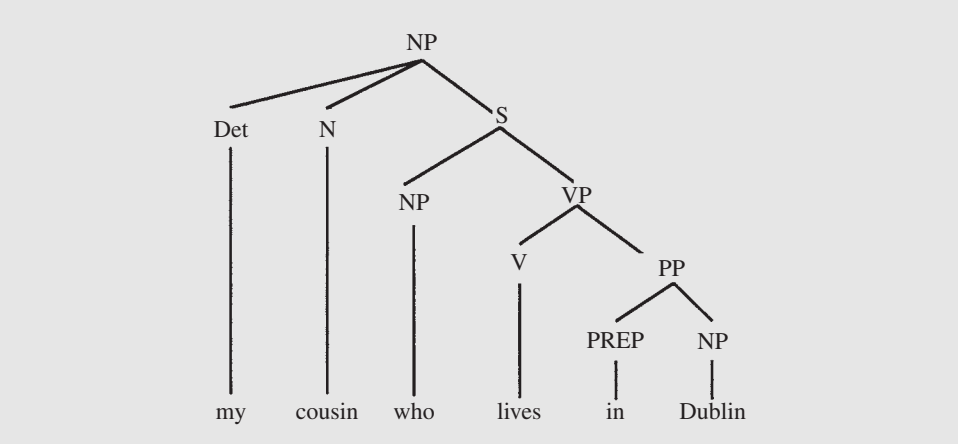 NP
Det N S
NP VP
V PP
PREP NP
my cousin who lives in Dublin